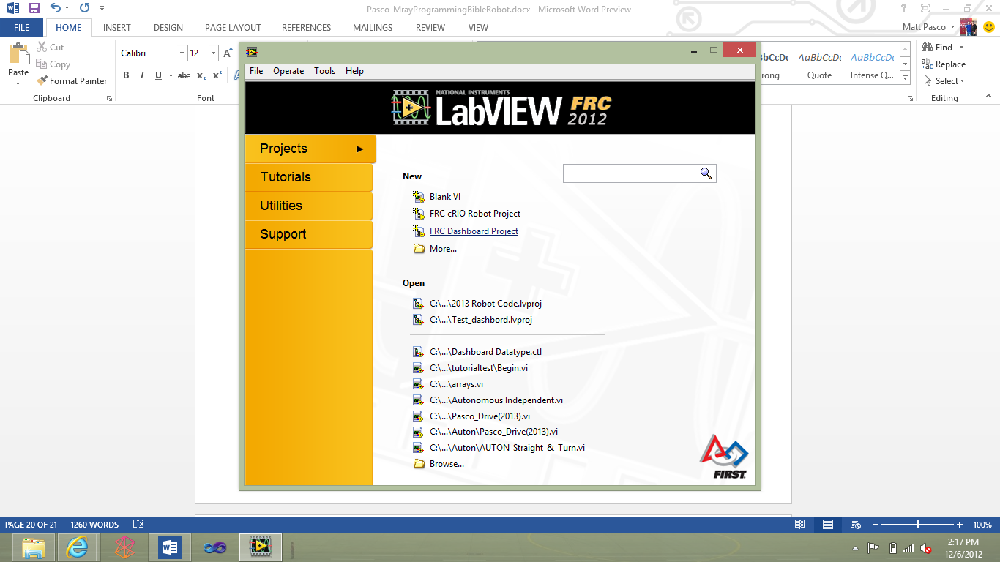 Pasco-MrayProgrammingBibleRobot.docx - Microsoft Word Preview
FILE HOME INSERT DESIGN PAGE LAYOUT REFERENCES MAILINGS REVIEW VIEW Matt Pasco
Paste
Cut
Copy
Format Painter
Clipboard
Calibri 12
B I U abc x₂ x²
Font
AaBbCcDc AaBbCcDc
rong Quote Intense Q...
Find
Replace
Select
Editing
File Operate Tools Help
NATIONAL INSTRUMENTS
LabVIEW FRC 2012
Projects
Tutorials
Utilities
Support
New
Blank VI
FRC cRIO Robot Project
FRC Dashboard Project
More...
Open
C:\...\2013 Robot Code.lvproj
C:\...\Test_dashbord.lvproj
C:\...\Dashboard Datatype.ctl
C:\...\tutorialtest\Begin.vi
C:\...\arrays.vi
C:\...\Autonomous Independent.vi
C:\...\Pasco_Drive(2013).vi
C:\...\Auton\Pasco_Drive(2013).vi
C:\...\Auton\AUTON_Straight_&_Turn.vi
Browse...
FIRST
PAGE 20 OF 21 1260 WORDS 100%
2:17 PM
12/6/2012